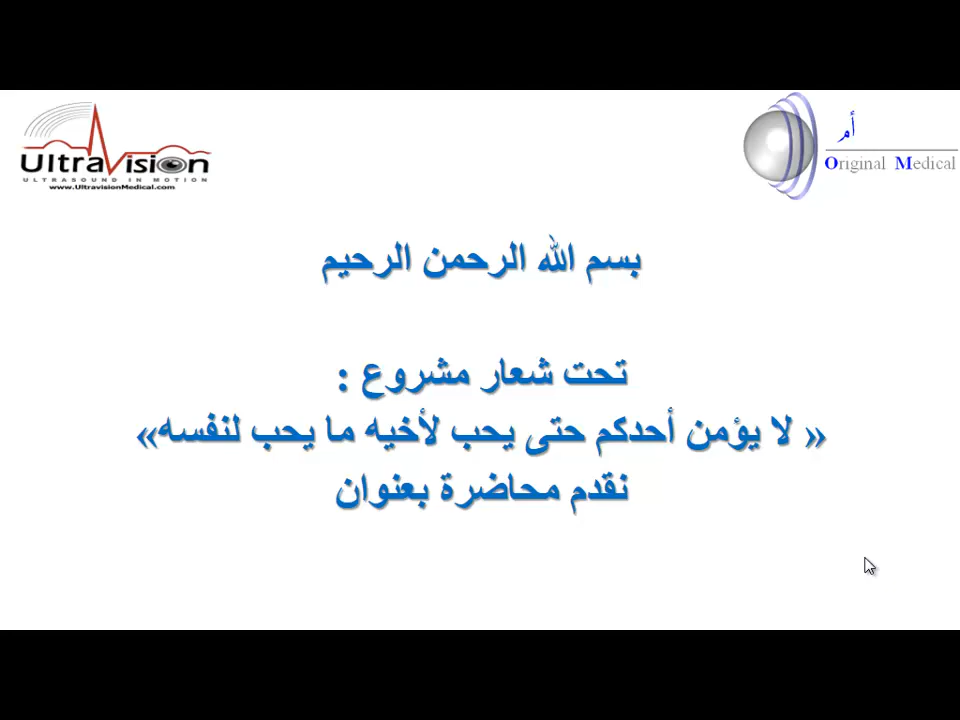 UltraVision
ULTRASOUND IN MOTION
www.UltravisionMedical.com
أم
Original Medical
بسم الله الرحمن الرحيم
تحت شعار مشروع :
« لا يؤمن أحدكم حتى يحب لأخيه ما يحب لنفسه»
نقدم محاضرة بعنوان